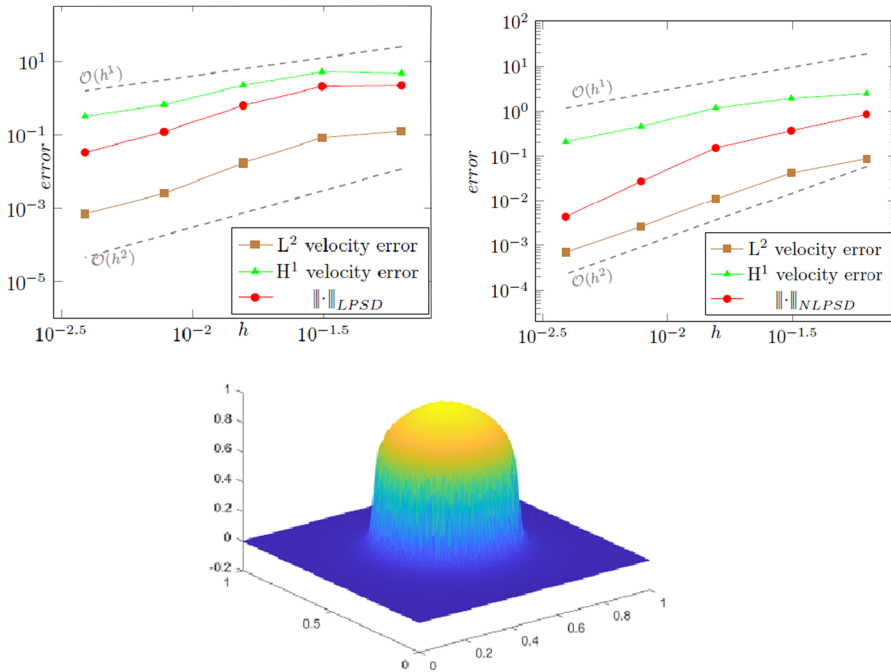 10^1
10^-1
10^-3
10^-5
error
O(h^1)
O(h^2)
L^2 velocity error
H^1 velocity error
⦀·⦀_LPSD
10^-2.5
10^-2
h
10^-1.5
10^2
10^1
10^0
10^-1
10^-2
10^-3
10^-4
error
O(h^1)
O(h^2)
L^2 velocity error
H^1 velocity error
⦀·⦀_NLPSD
10^-2.5
10^-2
h
10^-1.5
1
0.8
0.6
0.4
0.2
0
-0.2
1
0.5
0
0
0.2
0.4
0.6
0.8
1